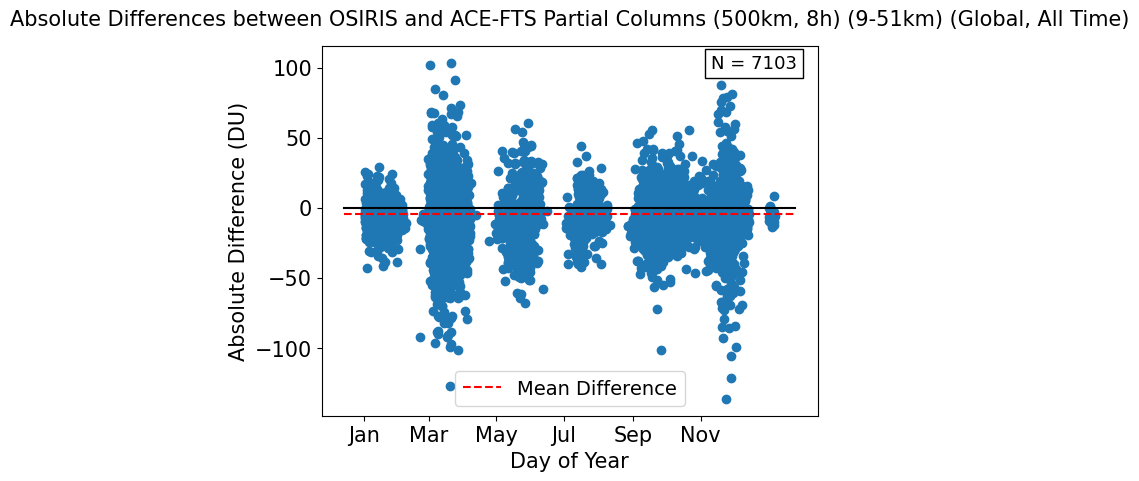 Absolute Differences between OSIRIS and ACE-FTS Partial Columns (500km, 8h) (9-51km) (Global, All Time)
N = 7103
Absolute Difference (DU)
100
50
0
−50
−100
Mean Difference
Jan Mar May Jul Sep Nov
Day of Year